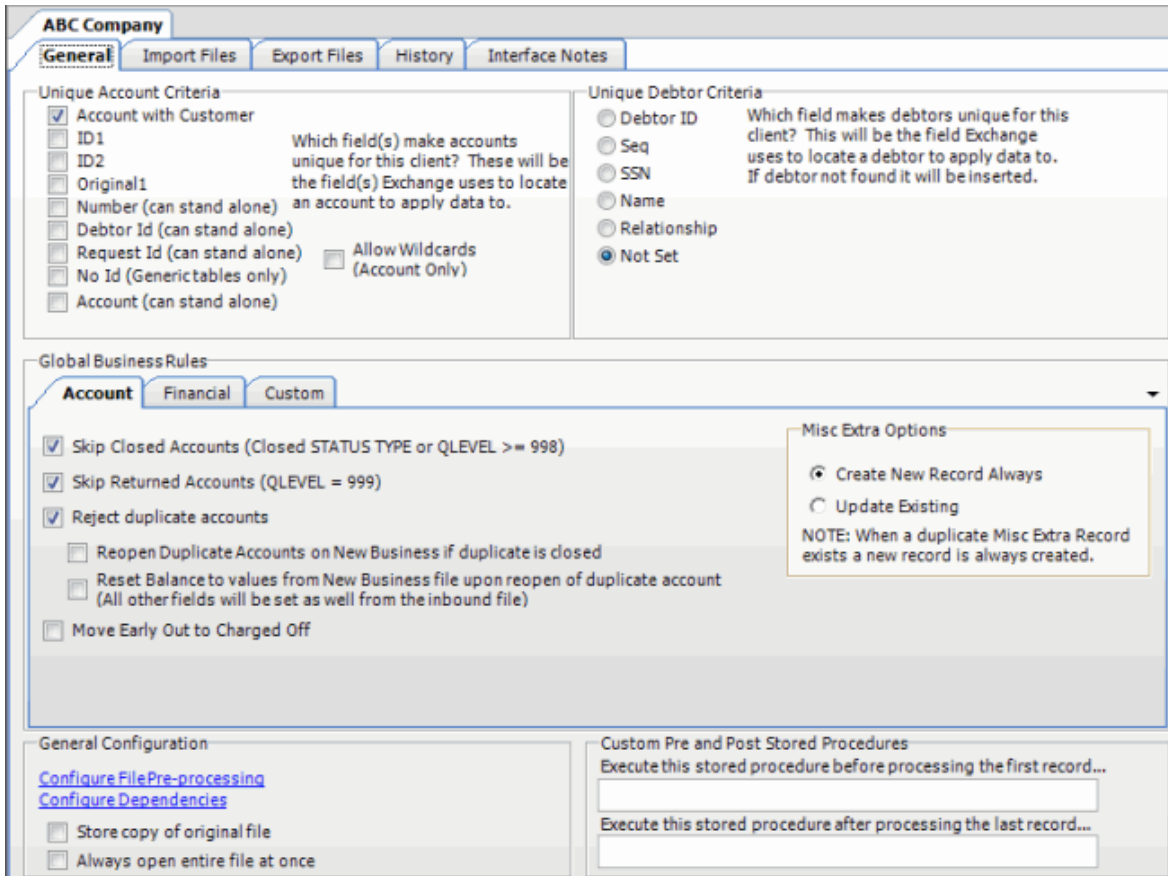 ABC Company
General Import Files Export Files History Interface Notes
Unique Account Criteria
Account with Customer
ID1
ID2
Original1
Number (can stand alone)
Debtor Id (can stand alone)
Request Id (can stand alone)
No Id (Generic tables only)
Account (can stand alone)
Which field(s) make accounts
unique for this client? These will be
the field(s) Exchange uses to locate
an account to apply data to.
Allow Wildcards
(Account Only)
Unique Debtor Criteria
Debtor ID
Seq
SSN
Name
Relationship
Not Set
Which field makes debtors unique for this
client? This will be the field Exchange
uses to locate a debtor to apply data to.
If debtor not found it will be inserted.
Global Business Rules
Account Financial Custom
Skip Closed Accounts (Closed STATUS TYPE or QLEVEL >= 998)
Skip Returned Accounts (QLEVEL = 999)
Reject duplicate accounts
Reopen Duplicate Accounts on New Business if duplicate is closed
Reset Balance to values from New Business file upon reopen of duplicate account
(All other fields will be set as well from the inbound file)
Move Early Out to Charged Off
Misc Extra Options
Create New Record Always
Update Existing
NOTE: When a duplicate Misc Extra Record
exists a new record is always created.
General Configuration
Configure File Pre-processing
Configure Dependencies
Store copy of original file
Always open entire file at once
Custom Pre and Post Stored Procedures
Execute this stored procedure before processing the first record...
Execute this stored procedure after processing the last record...